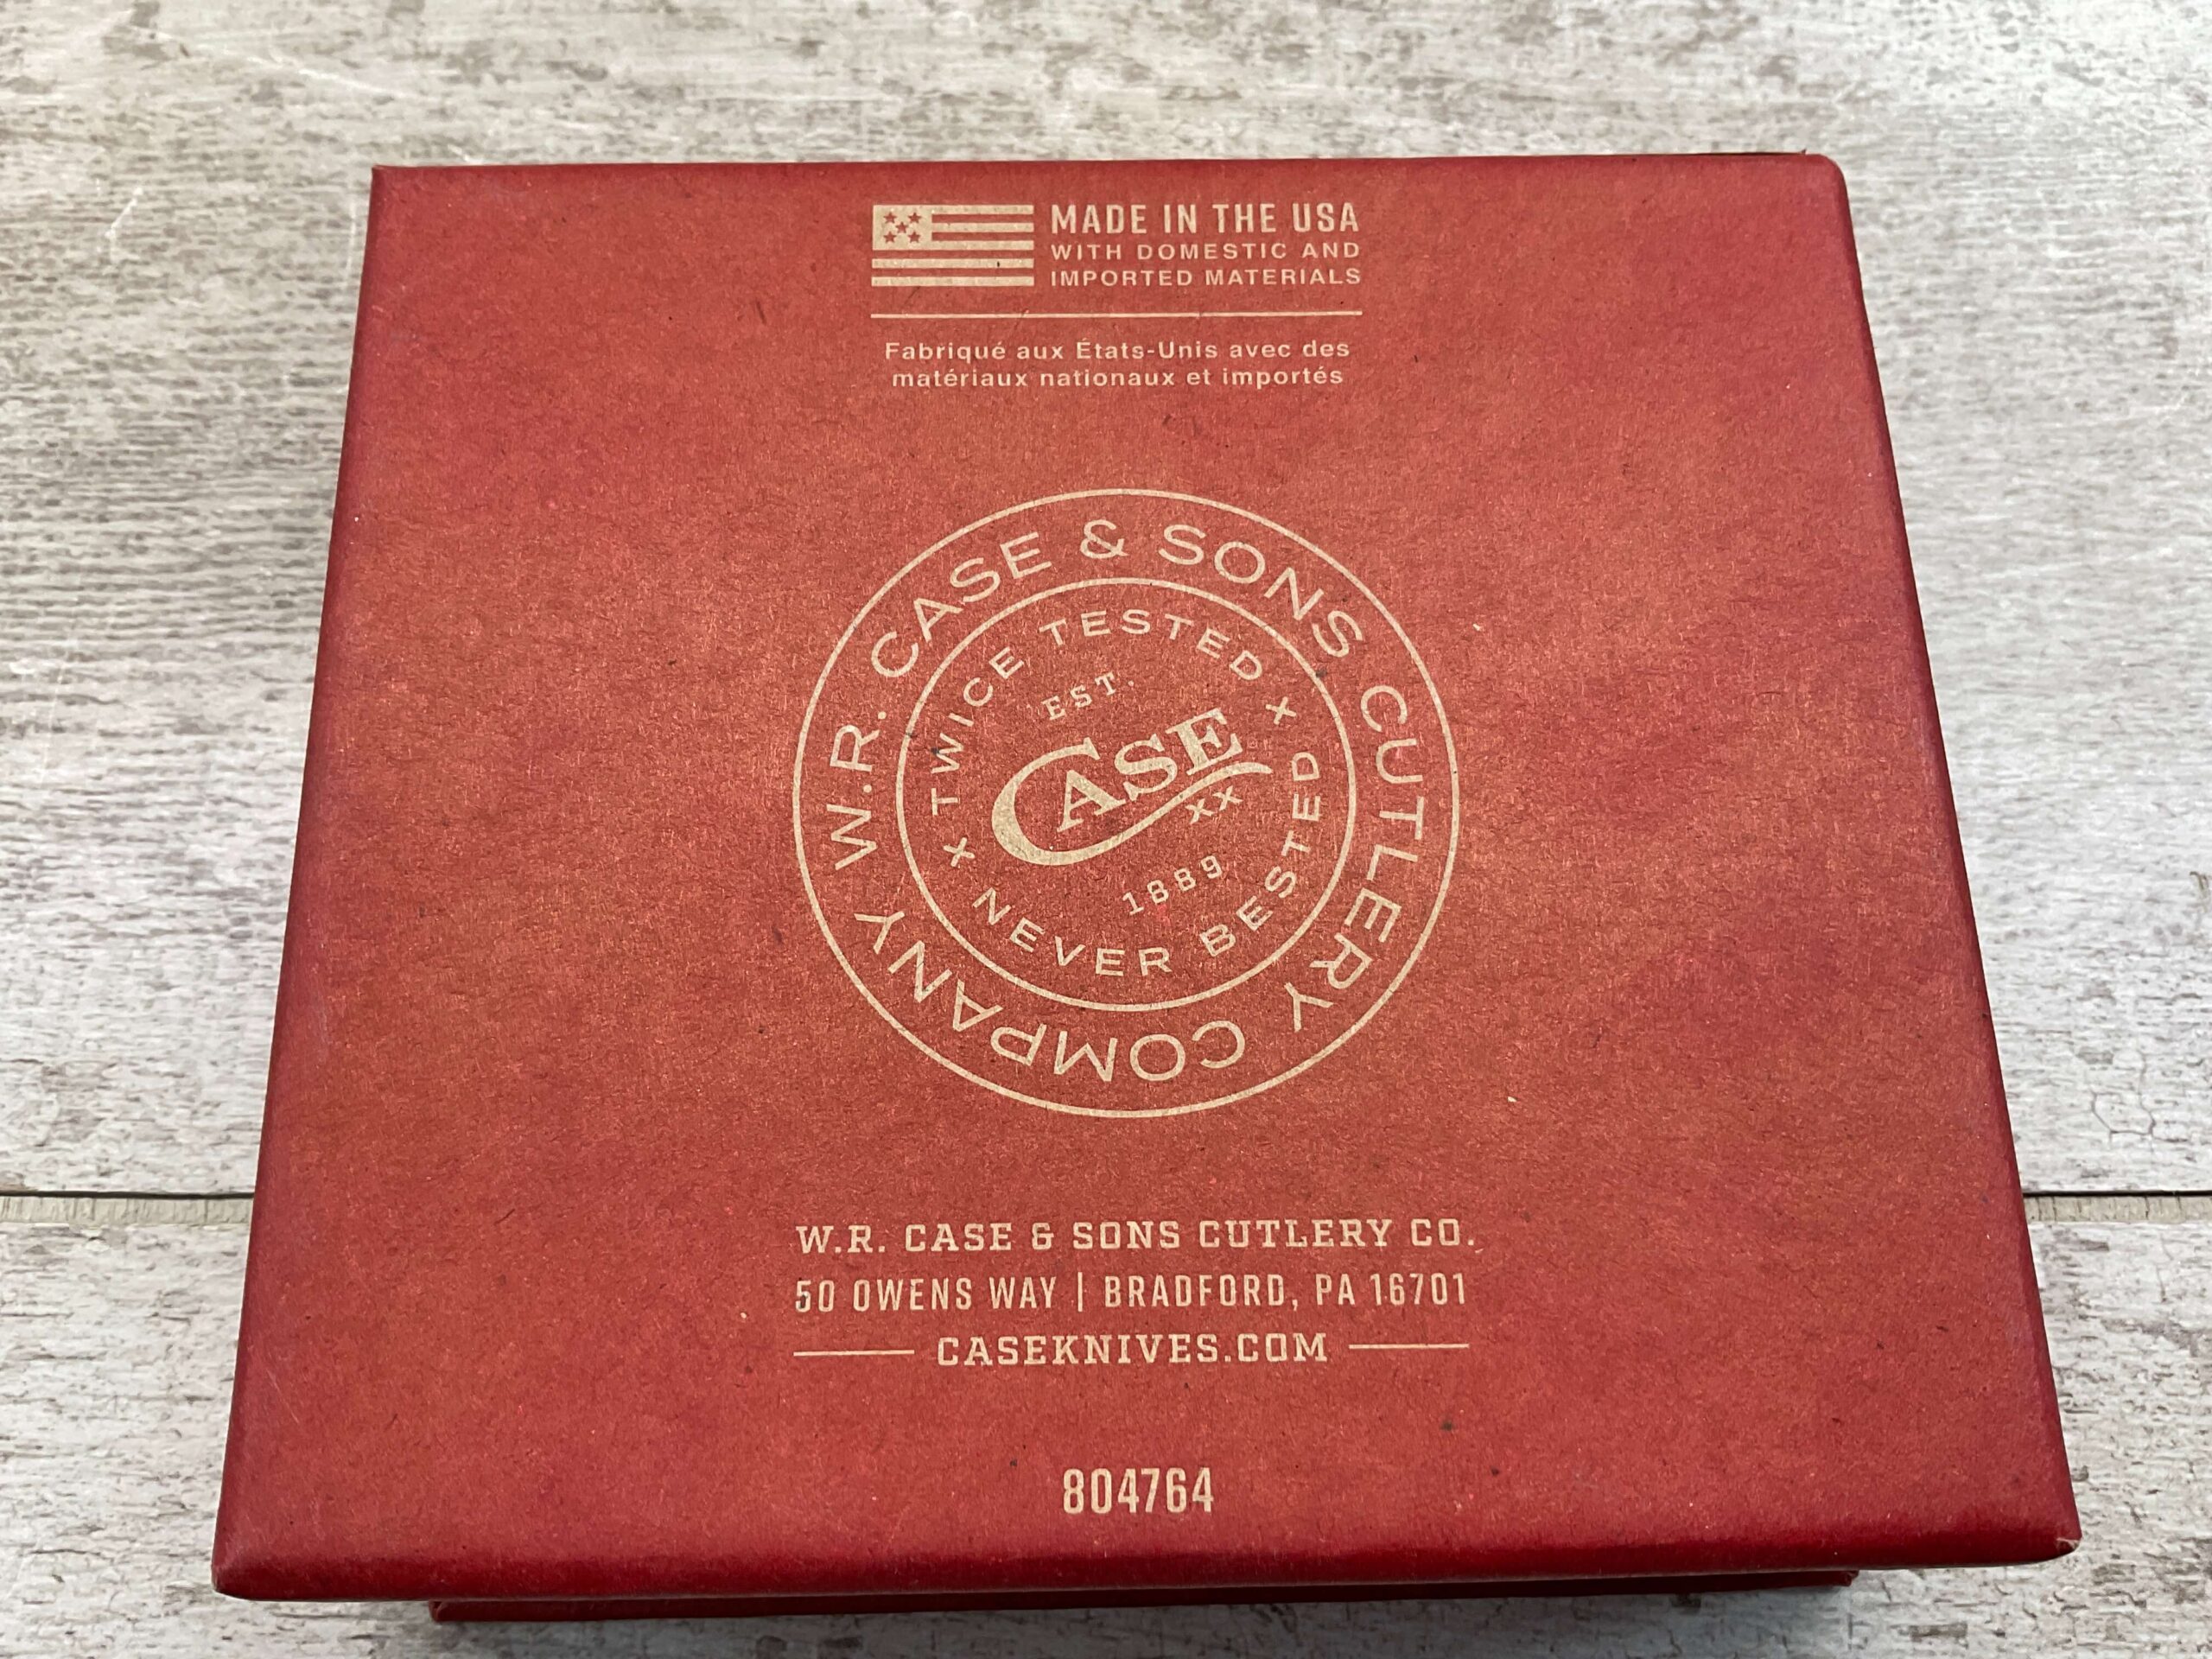 MADE IN THE USA
WITH DOMESTIC AND
IMPORTED MATERIALS
Fabriqué aux États-Unis avec des
matériaux nationaux et importés
W.R. CASE & SONS CUTLERY COMPANY
X TWICE TESTED X NEVER BESTED
EST.
CASE
XX
1889
W.R. CASE & SONS CUTLERY CO.
50 OWENS WAY | BRADFORD, PA 16701
CASEKNIVES.COM
804764